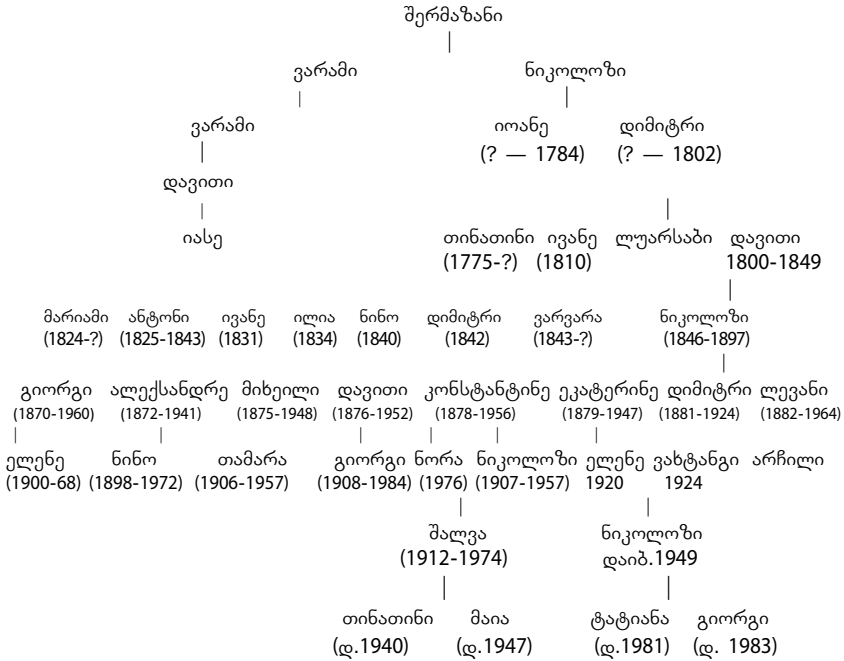 შერმაზანი
ვარამი ნიკოლოზი
ვარამი იოანე დიმიტრი
(? — 1784) (? — 1802)
დავითი
იასე თინათინი ივანე ლუარსაბი დავითი
(1775-?) (1810) 1800-1849
მარიამი ანტონი ივანე ილია ნინო დიმიტრი ვარვარა ნიკოლოზი
(1824-?) (1825-1843) (1831) (1834) (1840) (1842) (1843-?) (1846-1897)
გიორგი ალექსანდრე მიხეილი დავითი კონსტანტინე ეკატერინე დიმიტრი ლევანი
(1870-1960) (1872-1941) (1875-1948) (1876-1952) (1878-1956) (1879-1947) (1881-1924) (1882-1964)
ელენე ნინო თამარა გიორგი ნორა ნიკოლოზი ელენე ვახტანგი არჩილი
(1900-68) (1898-1972) (1906-1957) (1908-1984) (1976) (1907-1957) 1920 1924
შალვა ნიკოლოზი
(1912-1974) დაიბ.1949
თინათინი მაია ტატიანა გიორგი
(დ.1940) (დ.1947) (დ.1981) (დ. 1983)